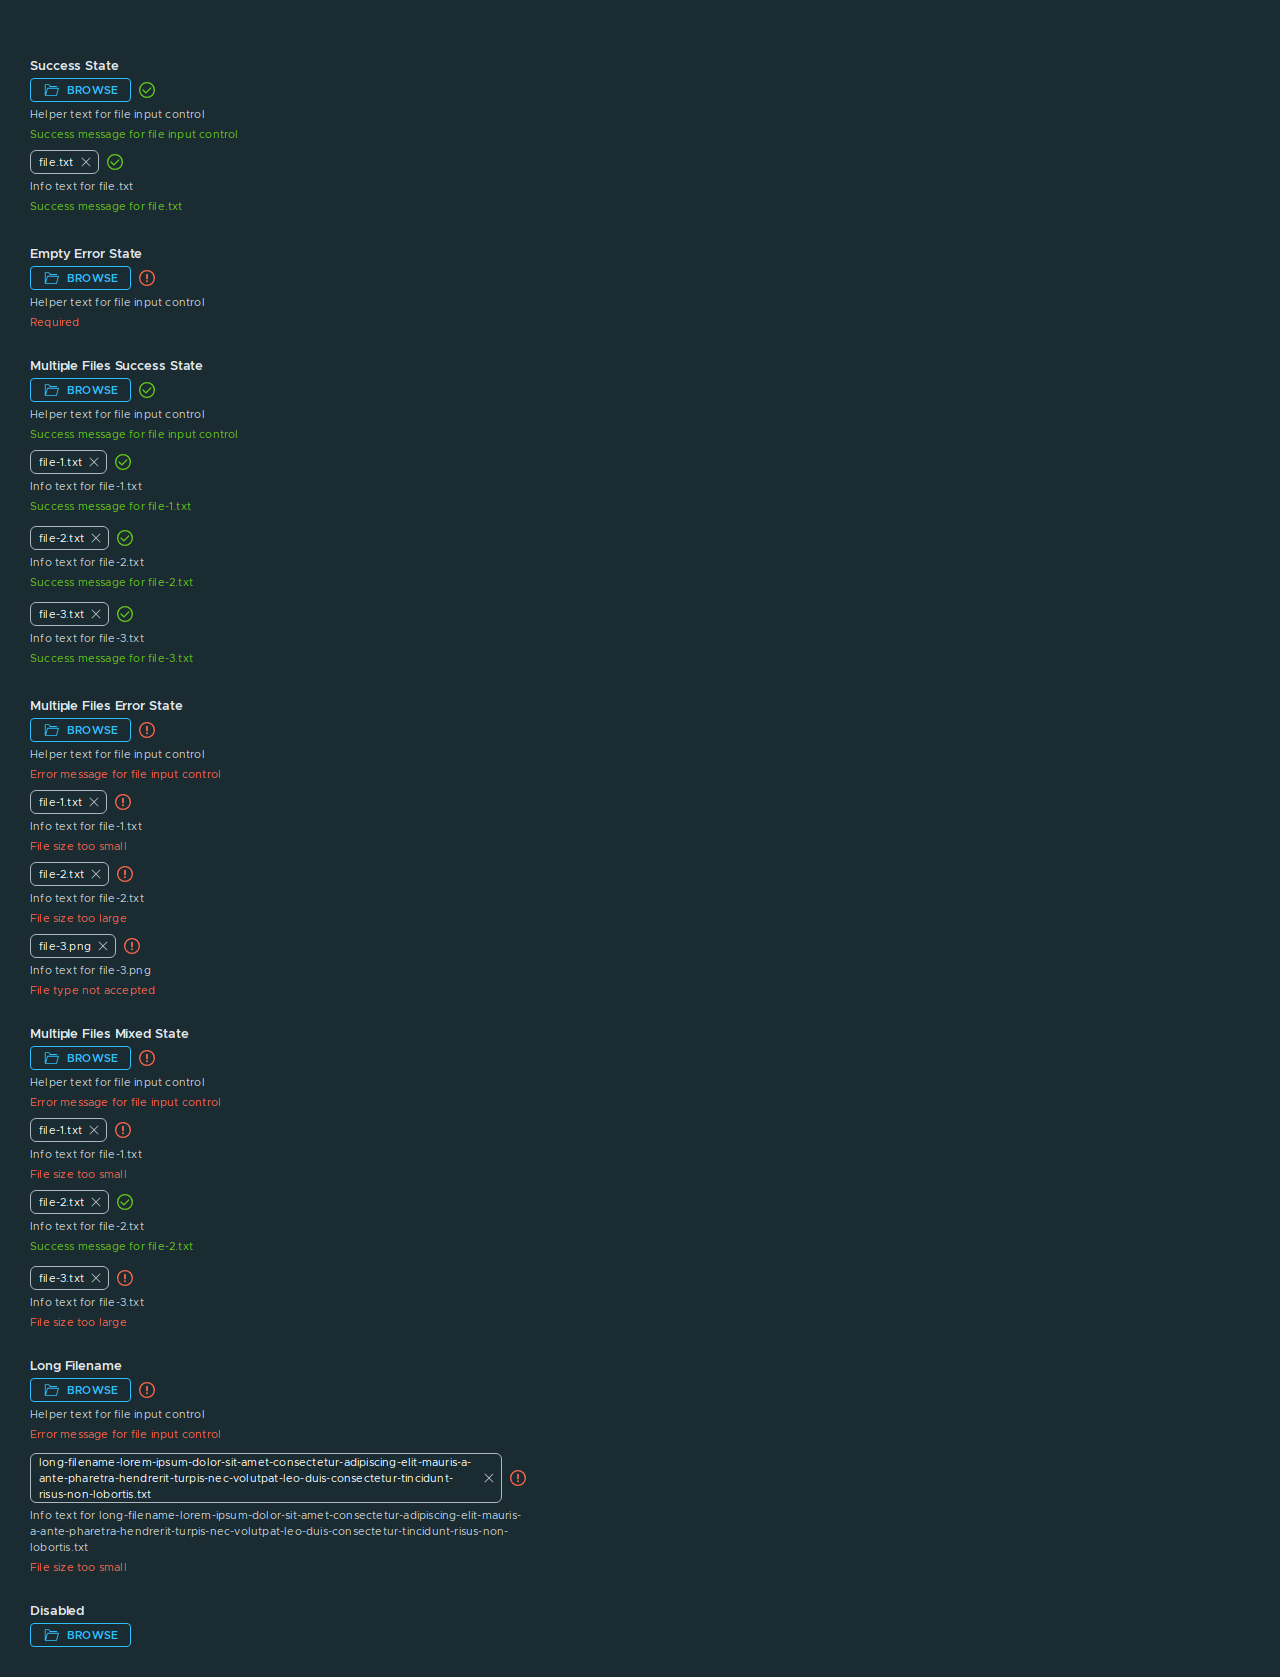 Success State
BROWSE
Helper text for file input control
Success message for file input control
file.txt
Info text for file.txt
Success message for file.txt
Empty Error State
BROWSE
Helper text for file input control
Required
Multiple Files Success State
BROWSE
Helper text for file input control
Success message for file input control
file-1.txt
Info text for file-1.txt
Success message for file-1.txt
file-2.txt
Info text for file-2.txt
Success message for file-2.txt
file-3.txt
Info text for file-3.txt
Success message for file-3.txt
Multiple Files Error State
BROWSE
Helper text for file input control
Error message for file input control
file-1.txt
Info text for file-1.txt
File size too small
file-2.txt
Info text for file-2.txt
File size too large
file-3.png
Info text for file-3.png
File type not accepted
Multiple Files Mixed State
BROWSE
Helper text for file input control
Error message for file input control
file-1.txt
Info text for file-1.txt
File size too small
file-2.txt
Info text for file-2.txt
Success message for file-2.txt
file-3.txt
Info text for file-3.txt
File size too large
Long Filename
BROWSE
Helper text for file input control
Error message for file input control
long-filename-lorem-ipsum-dolor-sit-amet-consectetur-adipiscing-elit-mauris-a-
ante-pharetra-hendrerit-turpis-nec-volutpat-leo-duis-consectetur-tincidunt-
risus-non-lobortis.txt
Info text for long-filename-lorem-ipsum-dolor-sit-amet-consectetur-adipiscing-elit-mauris-
a-ante-pharetra-hendrerit-turpis-nec-volutpat-leo-duis-consectetur-tincidunt-risus-non-
lobortis.txt
File size too small
Disabled
BROWSE